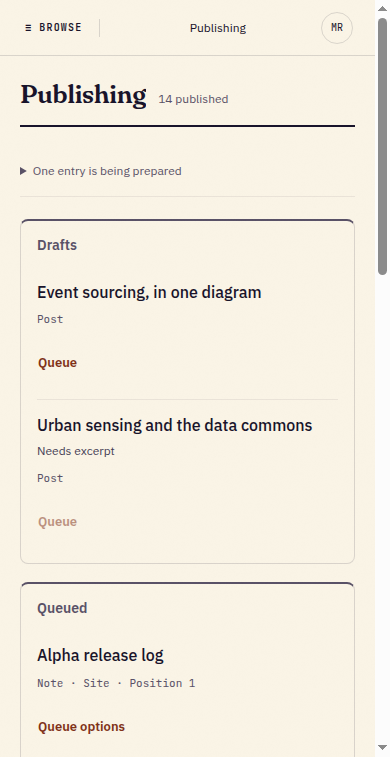 ≡ BROWSE
Publishing
MR
Publishing 14 published
▶ One entry is being prepared
Drafts
Event sourcing, in one diagram
Post
Queue
Urban sensing and the data commons
Needs excerpt
Post
Queue
Queued
Alpha release log
Note · Site · Position 1
Queue options